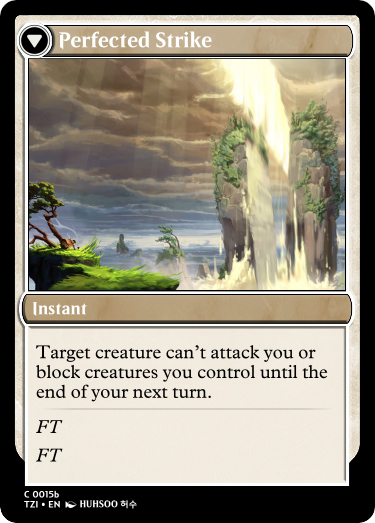 Perfected Strike
Instant
Target creature can't attack you or
block creatures you control until the
end of your next turn.
FT
FT
C 0015b
TZI • EN HUHSOO 허수